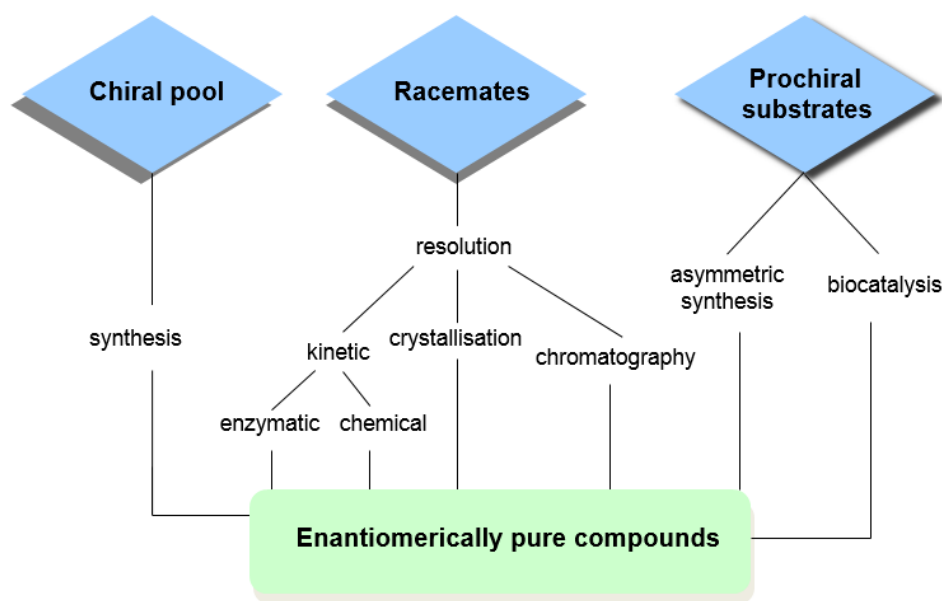 Chiral pool
Racemates
Prochiral
substrates
resolution
asymmetric
synthesis
biocatalysis
synthesis
kinetic
crystallisation
chromatography
enzymatic
chemical
Enantiomerically pure compounds